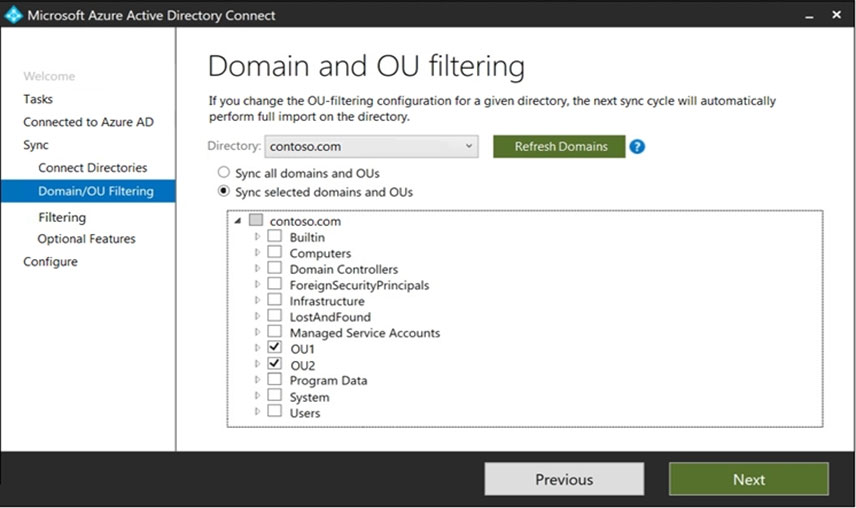 Microsoft Azure Active Directory Connect
Welcome
Tasks
Connected to Azure AD
Sync
Connect Directories
Domain/OU Filtering
Filtering
Optional Features
Configure
Domain and OU filtering
If you change the OU-filtering configuration for a given directory, the next sync cycle will automatically
perform full import on the directory.
Directory: contoso.com Refresh Domains ?
Sync all domains and OUs
Sync selected domains and OUs
contoso.com
Builtin
Computers
Domain Controllers
ForeignSecurityPrincipals
Infrastructure
LostAndFound
Managed Service Accounts
OU1
OU2
Program Data
System
Users
Previous Next